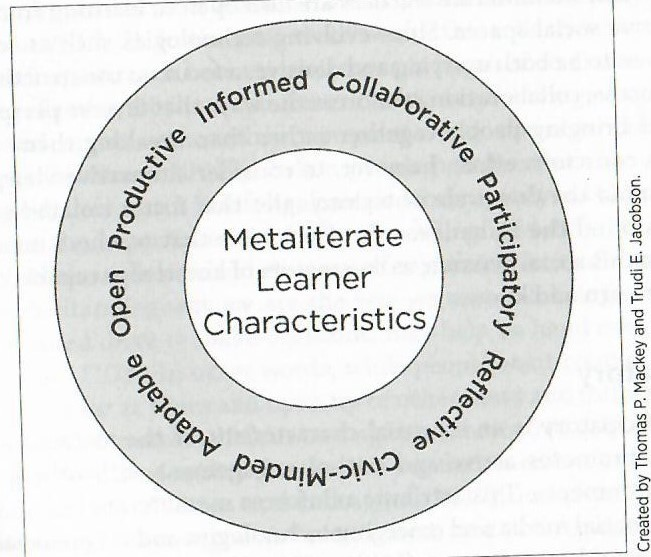 Metaliterate
Learner
Characteristics
Informed
Collaborative
Participatory
Reflective
Civic-Minded
Adaptable
Open
Productive
Created by Thomas P. Mackey and Trudi E. Jacobson.